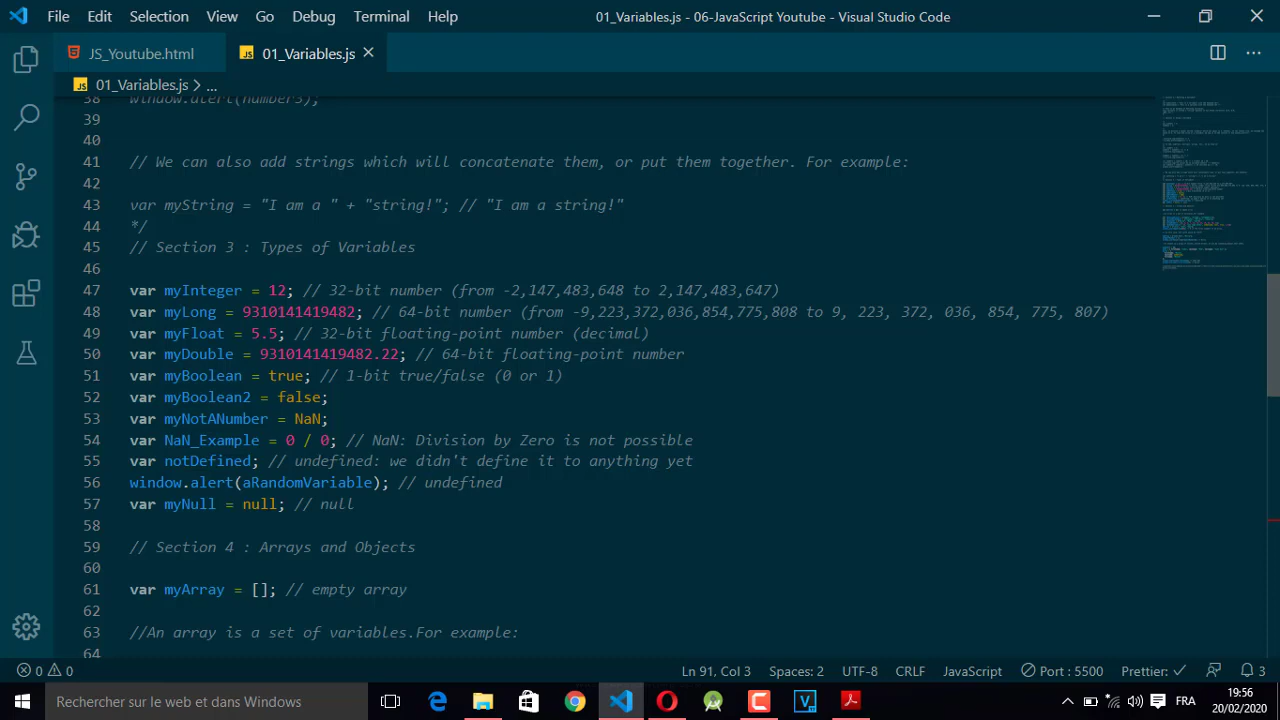 File Edit Selection View Go Debug Terminal Help 01_Variables.js - 06-JavaScript Youtube - Visual Studio Code
JS_Youtube.html JS 01_Variables.js
JS 01_Variables.js > ...
38 window.alert(number3);
39
40
41 // We can also add strings which will concatenate them, or put them together. For example:
42
43 var myString = "I am a " + "string!"; // "I am a string!"
44 */
45 // Section 3 : Types of Variables
46
47 var myInteger = 12; // 32-bit number (from -2,147,483,648 to 2,147,483,647)
48 var myLong = 9310141419482; // 64-bit number (from -9,223,372,036,854,775,808 to 9, 223, 372, 036, 854, 775, 807)
49 var myFloat = 5.5; // 32-bit floating-point number (decimal)
50 var myDouble = 9310141419482.22; // 64-bit floating-point number
51 var myBoolean = true; // 1-bit true/false (0 or 1)
52 var myBoolean2 = false;
53 var myNotANumber = NaN;
54 var NaN_Example = 0 / 0; // NaN: Division by Zero is not possible
55 var notDefined; // undefined: we didn't define it to anything yet
56 window.alert(aRandomVariable); // undefined
57 var myNull = null; // null
58
59 // Section 4 : Arrays and Objects
60
61 var myArray = []; // empty array
62
63 //An array is a set of variables.For example:
64
0 0 Ln 91, Col 3 Spaces: 2 UTF-8 CRLF JavaScript Port : 5500 Prettier: 3
Rechercher sur le web et dans Windows FRA 19:56
20/02/2020